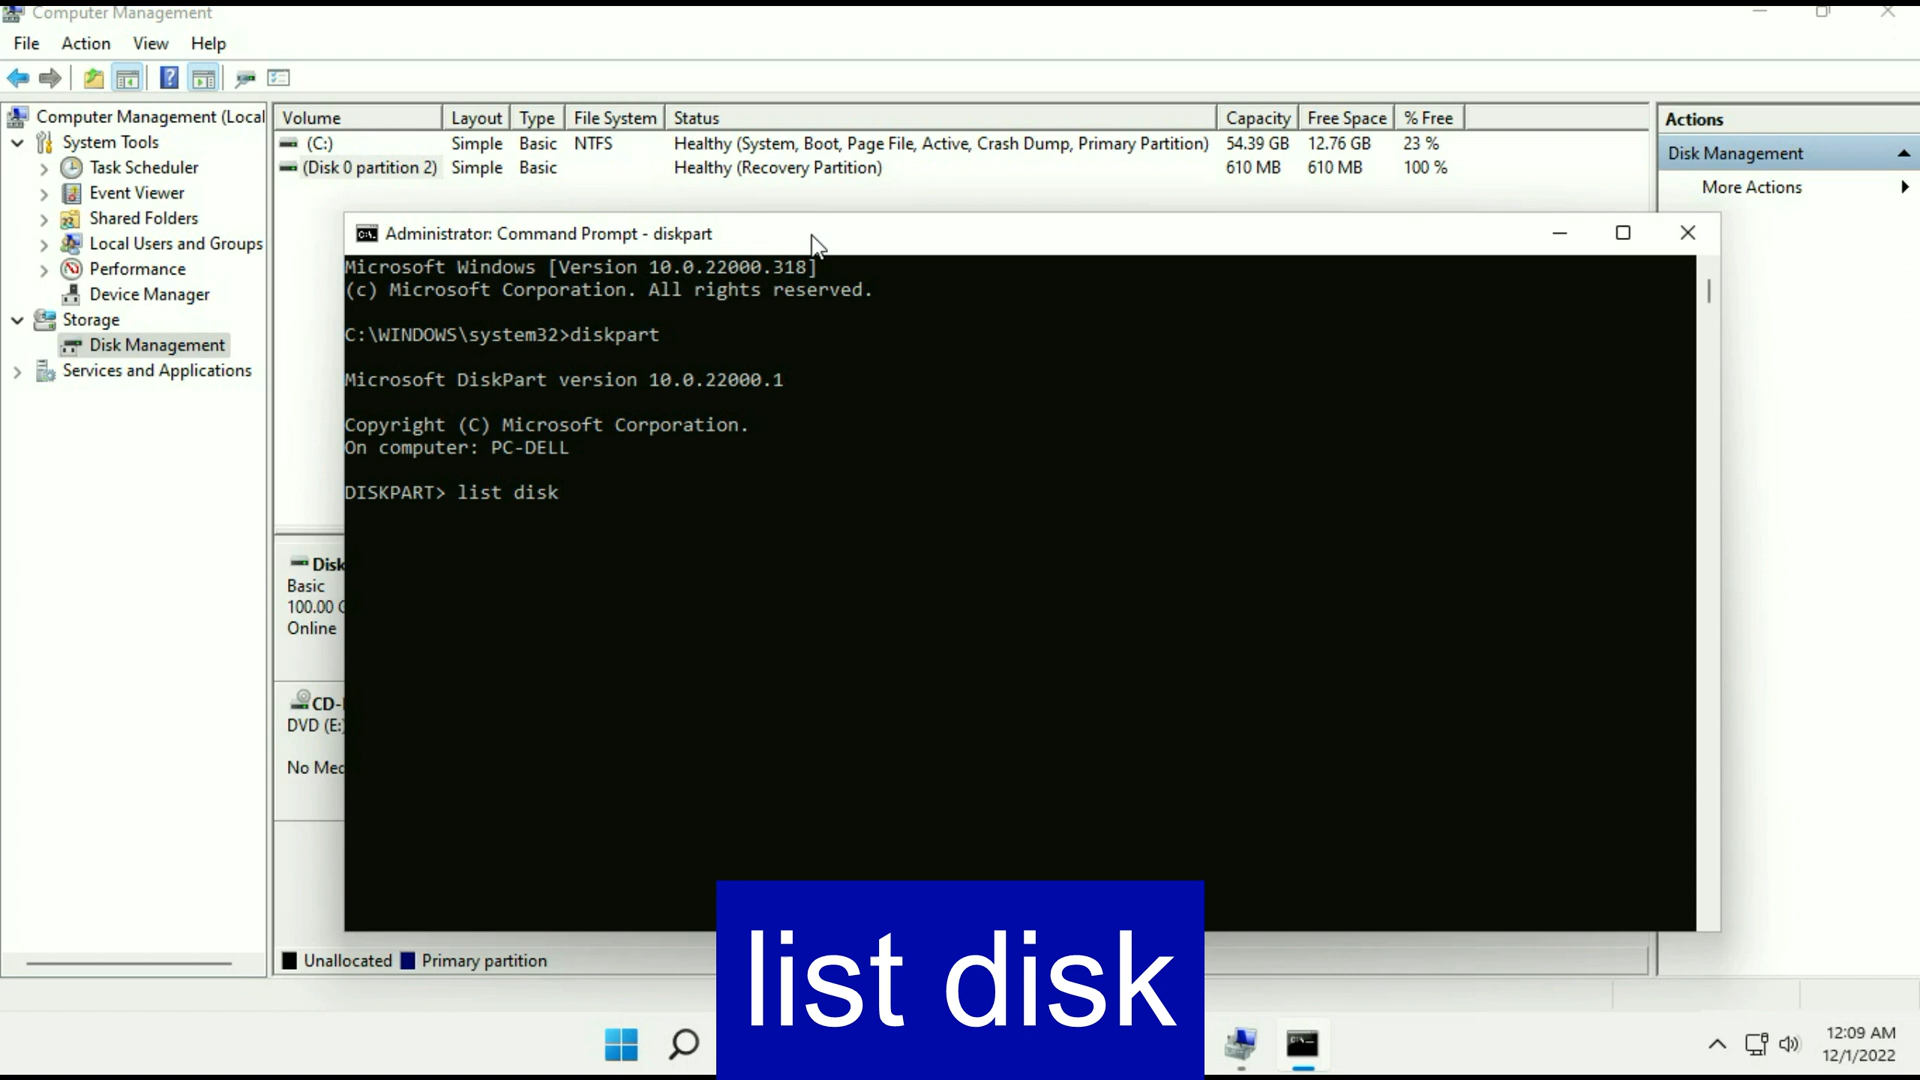 Computer Management
File Action View Help
Computer Management (Local
System Tools
Task Scheduler
Event Viewer
Shared Folders
Local Users and Groups
Performance
Device Manager
Storage
Disk Management
Services and Applications
Volume Layout Type File System Status Capacity Free Space % Free
(C:) Simple Basic NTFS Healthy (System, Boot, Page File, Active, Crash Dump, Primary Partition) 54.39 GB 12.76 GB 23 %
(Disk 0 partition 2) Simple Basic Healthy (Recovery Partition) 610 MB 610 MB 100 %
Actions
Disk Management
More Actions
Administrator: Command Prompt - diskpart
Microsoft Windows [Version 10.0.22000.318]
(c) Microsoft Corporation. All rights reserved.
C:\WINDOWS\system32>diskpart
Microsoft DiskPart version 10.0.22000.1
Copyright (C) Microsoft Corporation.
On computer: PC-DELL
DISKPART> list disk
Disk
Basic
100.00 G
Online
CD-
DVD (E:)
No Med
Unallocated Primary partition
list disk
12:09 AM
12/1/2022